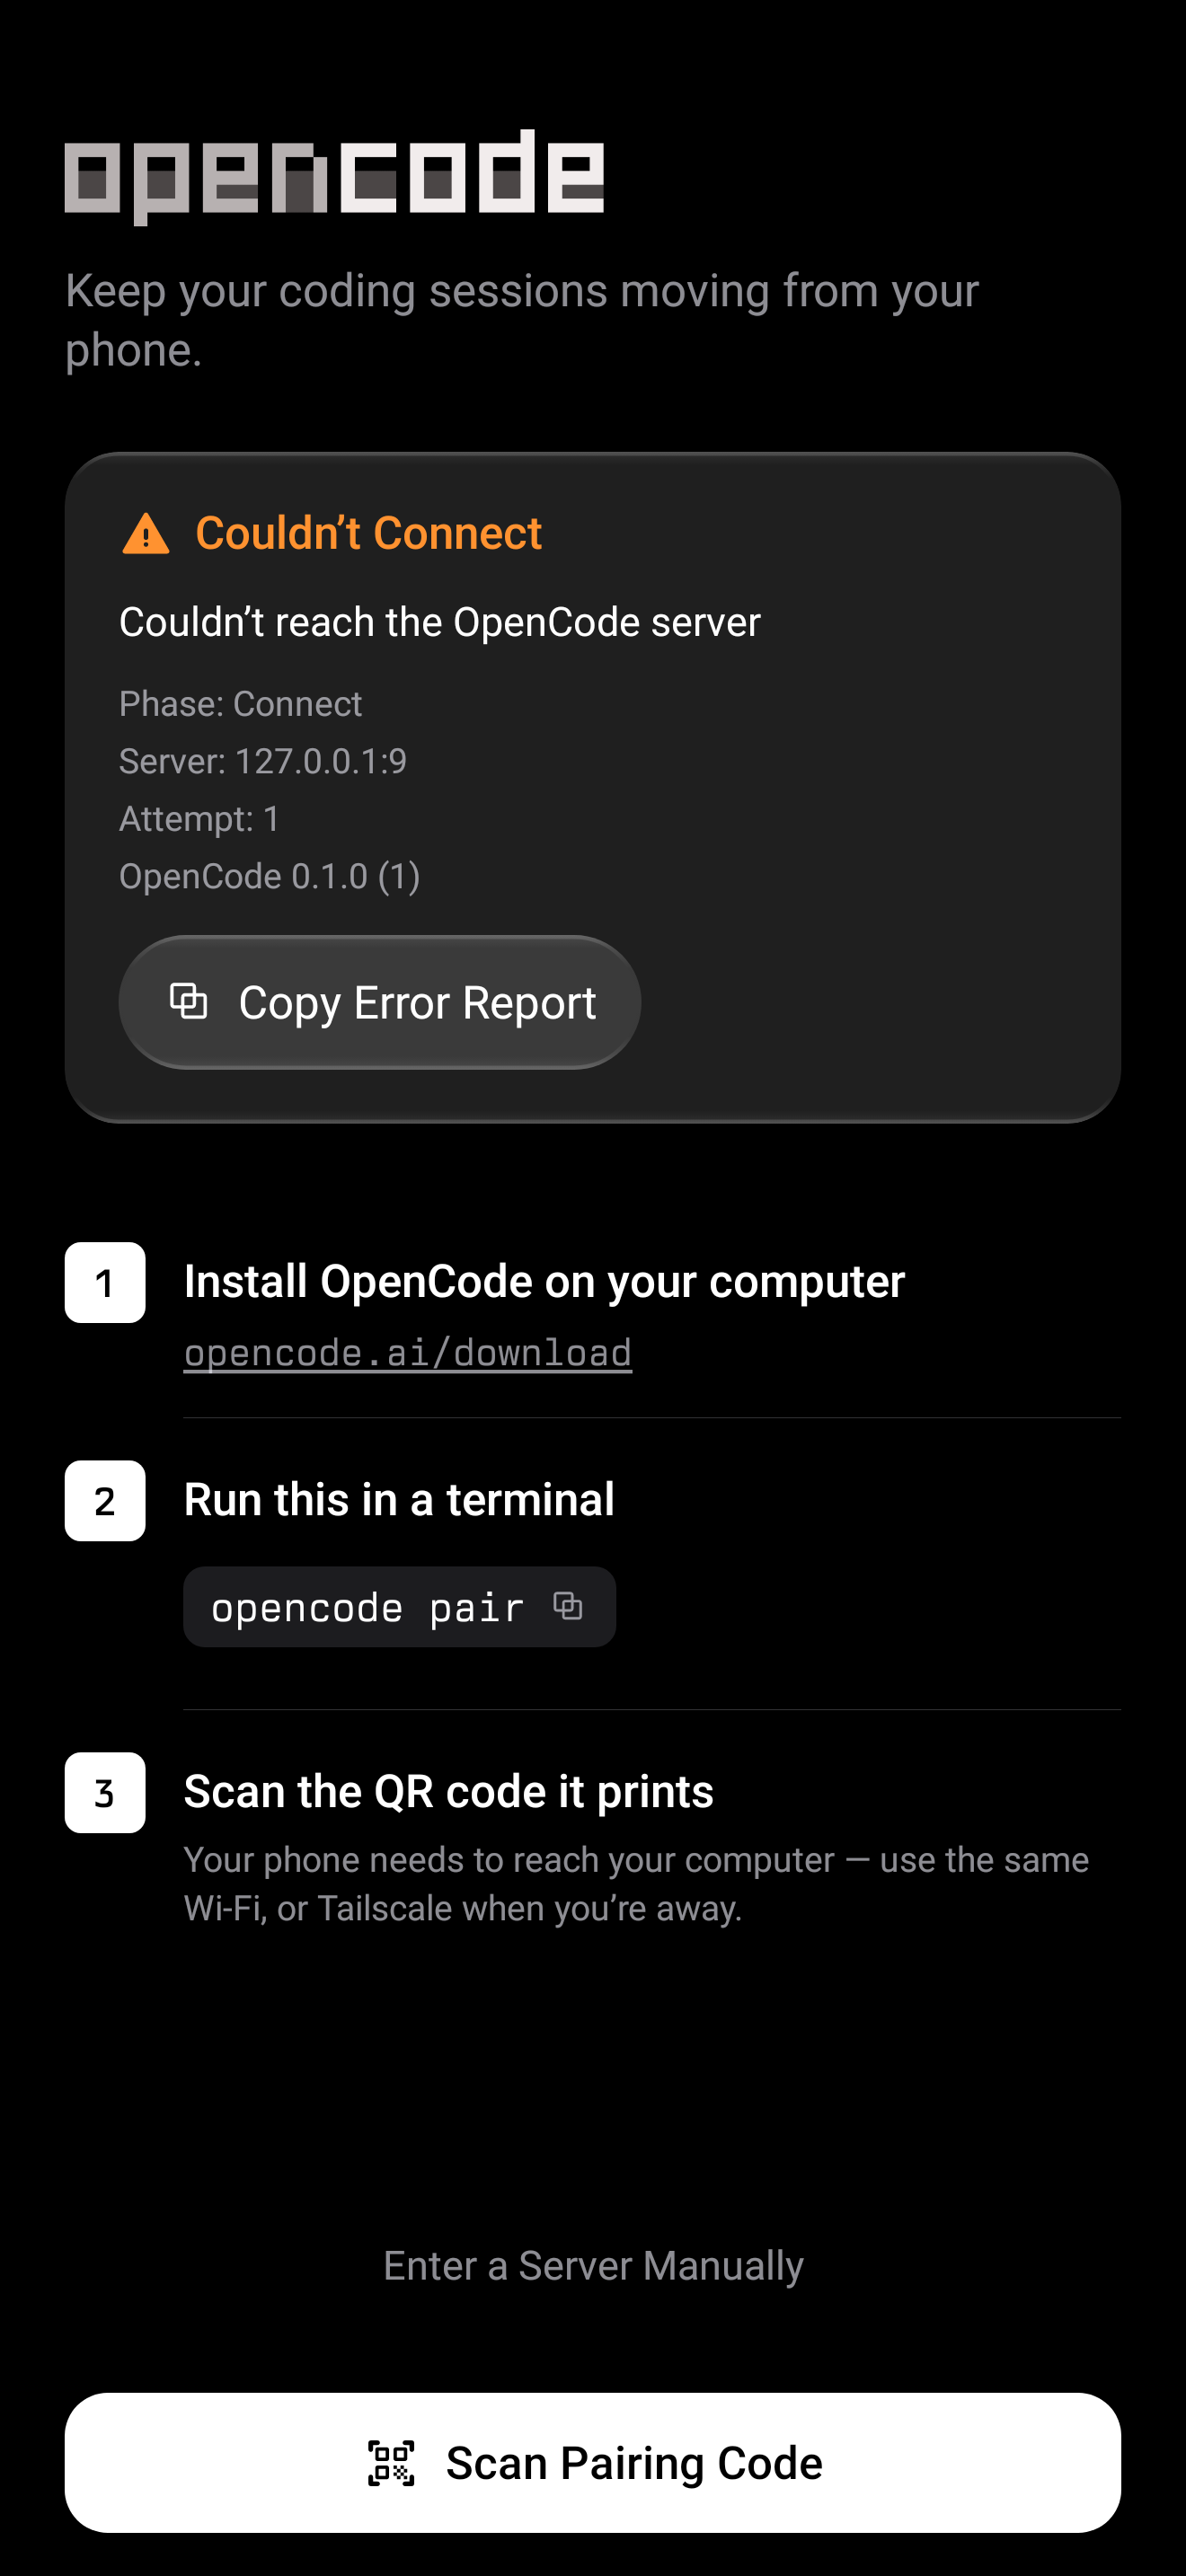 opencode
Keep your coding sessions moving from your
phone.
Couldn’t Connect
Couldn’t reach the OpenCode server
Phase: Connect
Server: 127.0.0.1:9
Attempt: 1
OpenCode 0.1.0 (1)
Copy Error Report
1 Install OpenCode on your computer
opencode.ai/download
2 Run this in a terminal
opencode pair
3 Scan the QR code it prints
Your phone needs to reach your computer — use the same
Wi-Fi, or Tailscale when you’re away.
Enter a Server Manually
Scan Pairing Code